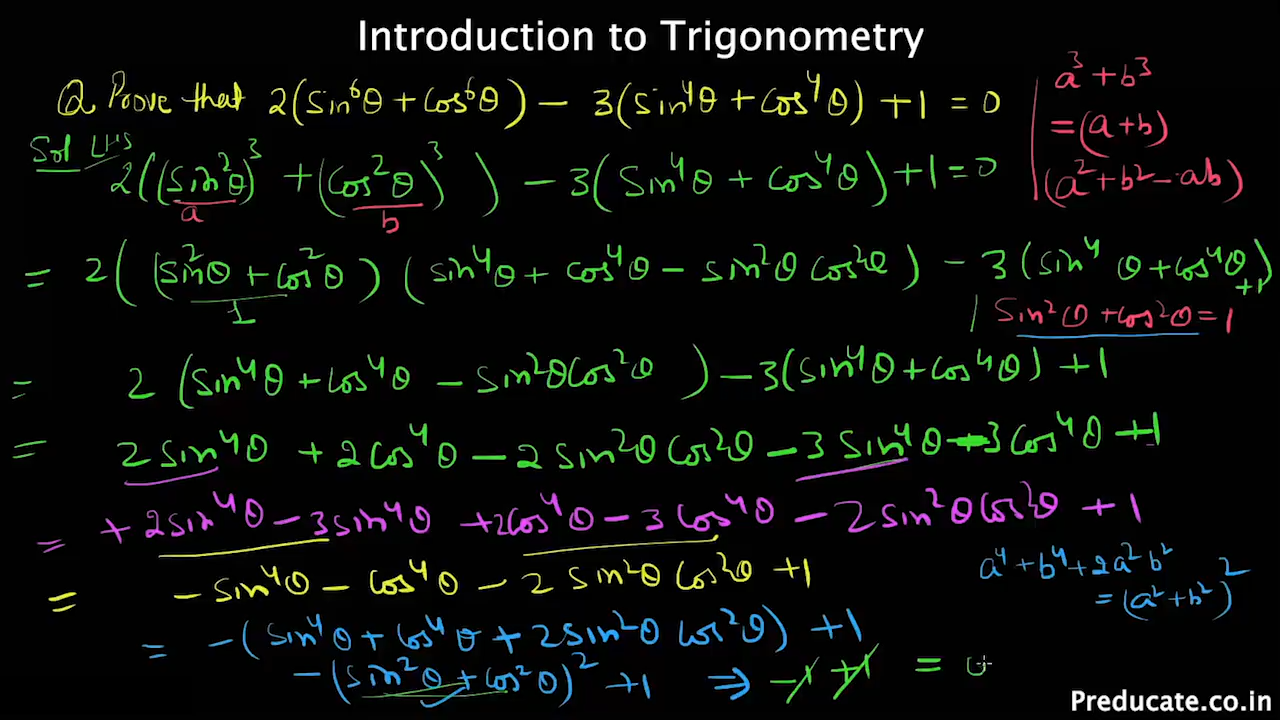 Introduction to Trigonometry
Q Prove that 2(sin⁶θ + cos⁶θ) − 3(sin⁴θ + cos⁴θ) + 1 = 0
a³ + b³
= (a+b)
(a² + b² − ab)
Sol LHS
2((sin²θ)³ + (cos²θ)³) − 3(sin⁴θ + cos⁴θ) + 1 = 0
a b
= 2((sin²θ + cos²θ)(sin⁴θ + cos⁴θ − sin²θ cos²θ) − 3(sin⁴θ + cos⁴θ) +1
1
sin²θ + cos²θ = 1
= 2(sin⁴θ + cos⁴θ − sin²θcos²θ) − 3(sin⁴θ + cos⁴θ) + 1
= 2sin⁴θ + 2cos⁴θ − 2sin²θ cos²θ − 3sin⁴θ − 3cos⁴θ + 1
= + 2sin⁴θ − 3sin⁴θ + 2cos⁴θ − 3cos⁴θ − 2sin²θcos²θ + 1
= − sin⁴θ − cos⁴θ − 2sin²θ cos²θ + 1
a⁴ + b⁴ + 2a²b²
= (a² + b²)²
= −(sin⁴θ + cos⁴θ + 2sin²θ cos²θ) + 1
−(sin²θ + cos²θ)² + 1 ⇒ −1 + 1 = 0
Preducate.co.in